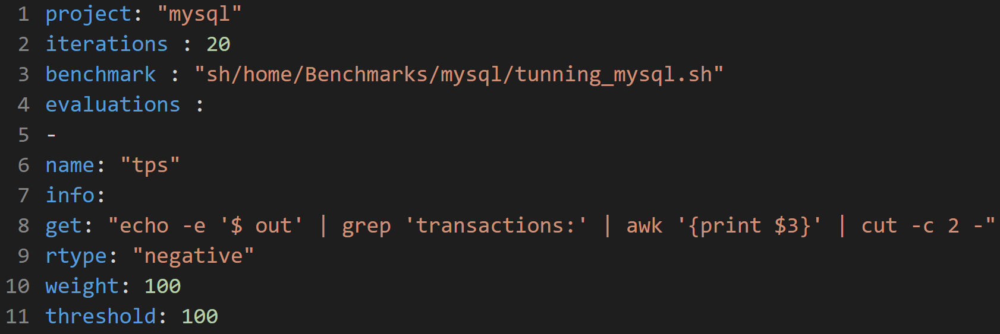 1 project: "mysql"
2 iterations : 20
3 benchmark : "sh/home/Benchmarks/mysql/tunning_mysql.sh"
4 evaluations :
5 -
6 name: "tps"
7 info:
8 get: "echo -e '$ out' | grep 'transactions:' | awk '{print $3}' | cut -c 2 -"
9 rtype: "negative"
10 weight: 100
11 threshold: 100